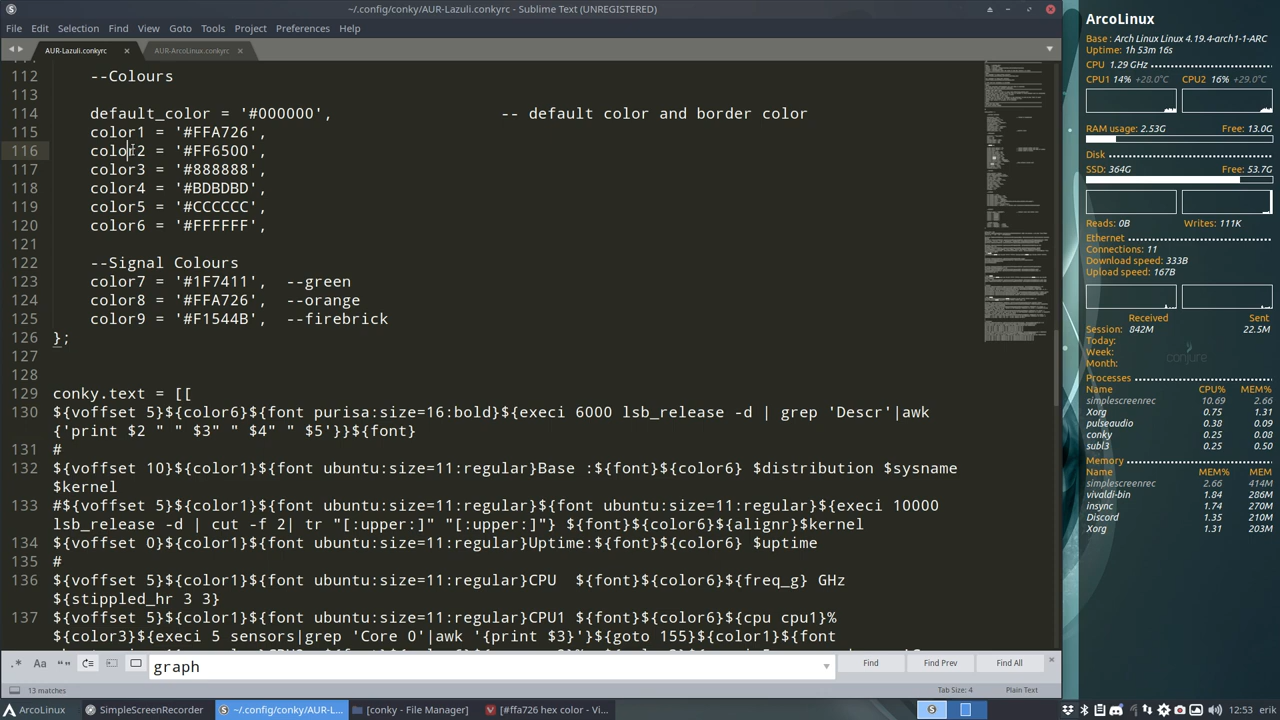 ~/.config/conky/AUR-Lazuli.conkyrc - Sublime Text (UNREGISTERED)
File Edit Selection Find View Goto Tools Project Preferences Help
AUR-Lazuli.conkyrc × AUR-ArcoLinux.conkyrc ×
112 --Colours
113
114 default_color = '#000000', -- default color and border color
115 color1 = '#FFA726',
116 color2 = '#FF6500',
117 color3 = '#888888',
118 color4 = '#BDBDBD',
119 color5 = '#CCCCCC',
120 color6 = '#FFFFFF',
121
122 --Signal Colours
123 color7 = '#1F7411', --green
124 color8 = '#FFA726', --orange
125 color9 = '#F1544B', --firebrick
126 };
127
128
129 conky.text = [[
130 ${voffset 5}${color6}${font purisa:size=16:bold}${execi 6000 lsb_release -d | grep 'Descr'|awk
{'print $2 " " $3" " $4" " $5'}}${font}
131 #
132 ${voffset 10}${color1}${font ubuntu:size=11:regular}Base :${font}${color6} $distribution $sysname
$kernel
133 #${voffset 5}${color1}${font ubuntu:size=11:regular}${font ubuntu:size=11:regular}${execi 10000
lsb_release -d | cut -f 2| tr "[:upper:]" "[:upper:]"} ${font}${color6}${alignr}$kernel
134 ${voffset 0}${color1}${font ubuntu:size=11:regular}Uptime:${font}${color6} $uptime
135 #
136 ${voffset 5}${color1}${font ubuntu:size=11:regular}CPU  ${font}${color6}${freq_g} GHz
${stippled_hr 3 3}
137 ${voffset 5}${color1}${font ubuntu:size=11:regular}CPU1 ${font}${color6}${cpu cpu1}%
${color3}${execi 5 sensors|grep 'Core 0'|awk '{print $3}'}${goto 155}${color1}${font
.* Aa “” graph Find Find Prev Find All ×
13 matches Tab Size: 4 Plain Text
ArcoLinux SimpleScreenRecorder ~/.config/conky/AUR-L... [conky - File Manager] [#ffa726 hex color - Vi... 12:53 erik
ArcoLinux
Base : Arch Linux Linux 4.19.4-arch1-1-ARC
Uptime: 1h 53m 16s
CPU 1.29 GHz
CPU1 14% +28.0°C CPU2 16% +29.0°C
RAM usage: 2.53G Free: 13.0G
Disk
SSD: 364G Free: 53.7G
Reads: 0B Writes: 111K
Ethernet
Connections: 11
Download speed: 333B
Upload speed: 167B
Received Sent
Session: 842M 22.5M
Today:
Week:
conjure
Month:
Processes
Name CPU% MEM%
simplescreenrec 10.69 2.66
Xorg 0.75 1.31
pulseaudio 0.38 0.09
conky 0.25 0.08
subl3 0.25 0.50
Memory
Name MEM% MEM
simplescreenrec 2.66 414M
vivaldi-bin 1.84 286M
insync 1.74 270M
Discord 1.35 210M
Xorg 1.31 203M